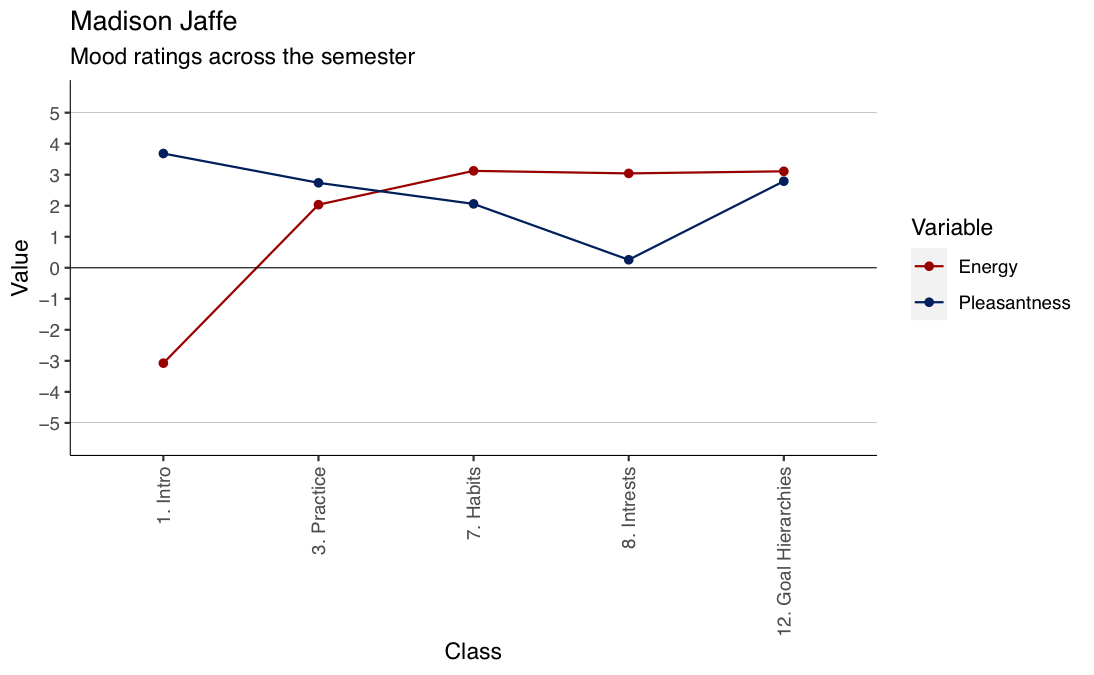 Madison Jaffe
Mood ratings across the semester
Value
5
4
3
2
1
0
−1
−2
−3
−4
−5
1. Intro
3. Practice
7. Habits
8. Intrests
12. Goal Hierarchies
Class
Variable
Energy
Pleasantness